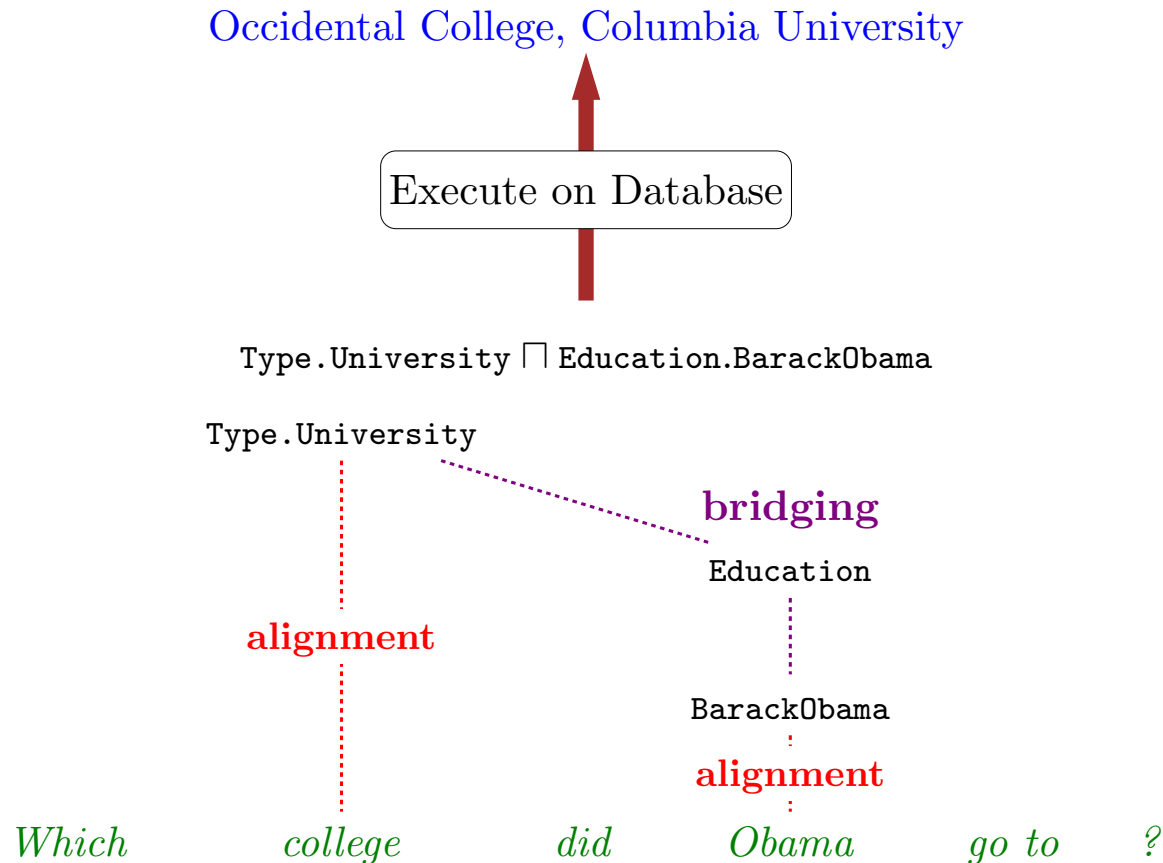 Occidental College, Columbia University
Execute on Database
Type.University ⊓ Education.BarackObama
Type.University
bridging
Education
alignment
BarackObama
alignment
Which college did Obama go to ?